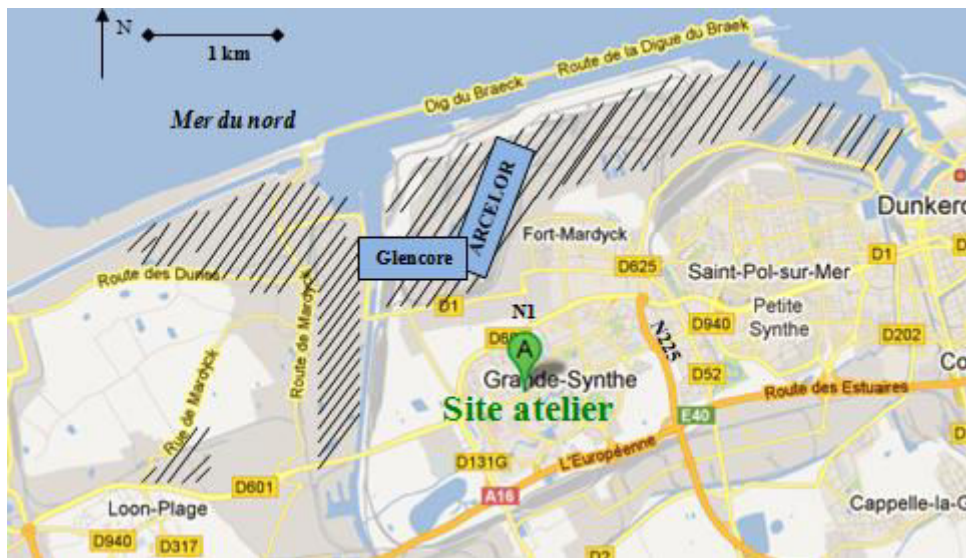 N
1 km
Mer du nord
Dig du Braeck
Route de la Digue du Braek
Route des Dunes
Route de Mardyck
Rue de Mardyck
Glencore
ARCELOR
Fort-Mardyck
D625
D1
Dunkerq
D1
N1
Saint-Pol-sur-Mer
Petite
Synthe
D940
D202
N225
A
Grande-Synthe
Site atelier
D52
Route des Estuaires
E40
Co
L'Européenne
D131G
A16
D601
Loon-Plage
D940
D317
Cappelle-la-G
D2